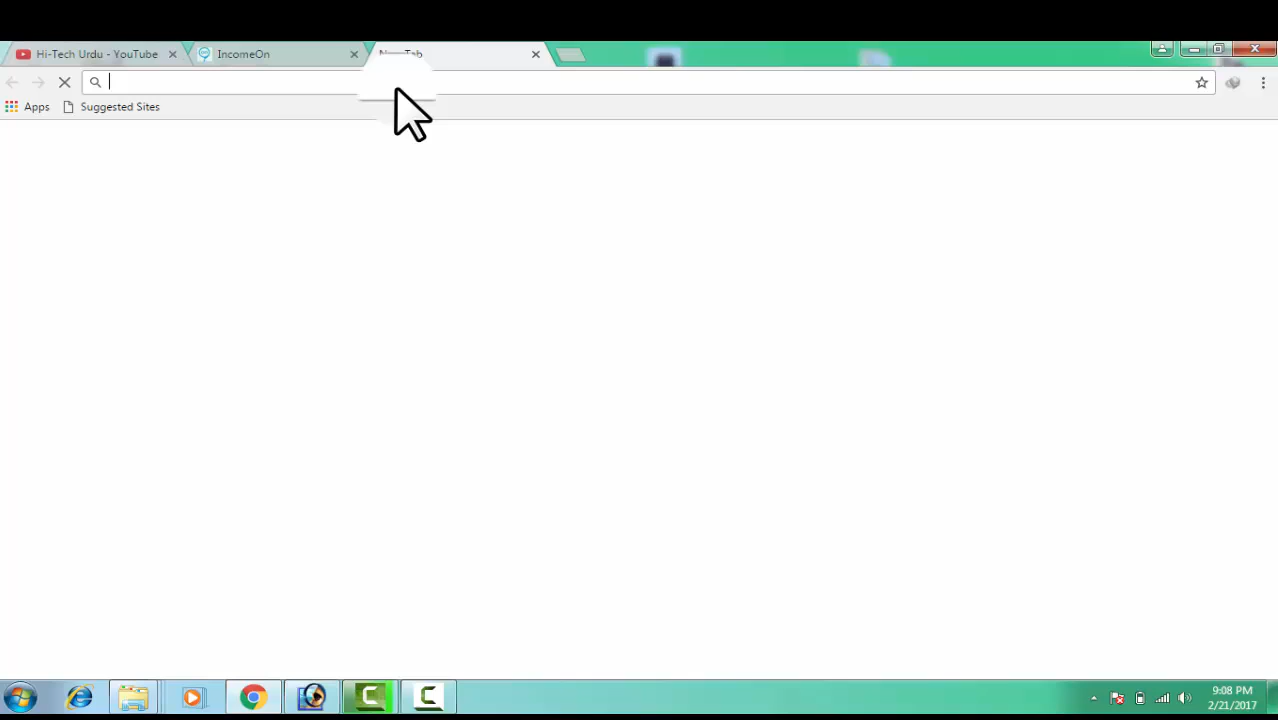 Hi-Tech Urdu - YouTube
IncomeOn
Apps
Suggested Sites
9:08 PM
2/21/2017